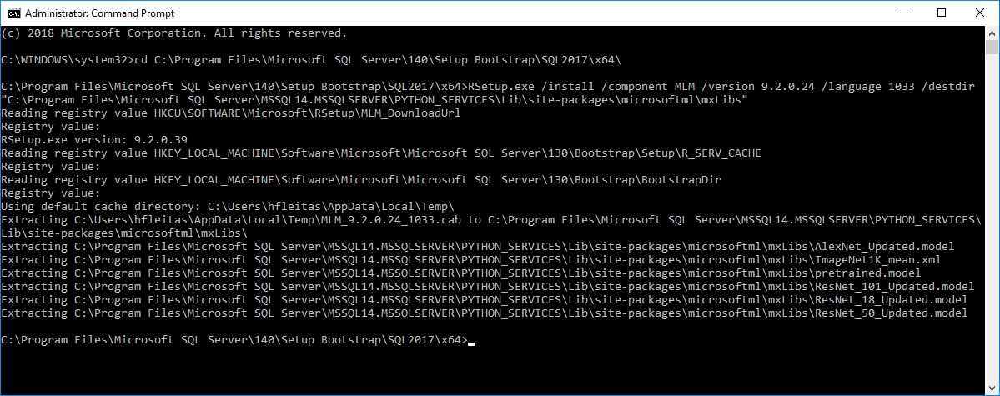 Administrator: Command Prompt
(c) 2018 Microsoft Corporation. All rights reserved.
C:\WINDOWS\system32>cd C:\Program Files\Microsoft SQL Server\140\Setup Bootstrap\SQL2017\x64\
C:\Program Files\Microsoft SQL Server\140\Setup Bootstrap\SQL2017\x64>RSetup.exe /install /component MLM /version 9.2.0.24 /language 1033 /destdir
"C:\Program Files\Microsoft SQL Server\MSSQL14.MSSQLSERVER\PYTHON_SERVICES\Lib\site-packages\microsoftml\mxLibs"
Reading registry value HKCU\SOFTWARE\Microsoft\RSetup\MLM_DownloadUrl
Registry value:
RSetup.exe version: 9.2.0.39
Reading registry value HKEY_LOCAL_MACHINE\Software\Microsoft\Microsoft SQL Server\130\Bootstrap\Setup\R_SERV_CACHE
Registry value:
Reading registry value HKEY_LOCAL_MACHINE\Software\Microsoft\Microsoft SQL Server\130\Bootstrap\BootstrapDir
Registry value:
Using default cache directory: C:\Users\hfleitas\AppData\Local\Temp\
Extracting C:\Users\hfleitas\AppData\Local\Temp\MLM_9.2.0.24_1033.cab to C:\Program Files\Microsoft SQL Server\MSSQL14.MSSQLSERVER\PYTHON_SERVICES\
Lib\site-packages\microsoftml\mxLibs\
Extracting C:\Program Files\Microsoft SQL Server\MSSQL14.MSSQLSERVER\PYTHON_SERVICES\Lib\site-packages\microsoftml\mxLibs\AlexNet_Updated.model
Extracting C:\Program Files\Microsoft SQL Server\MSSQL14.MSSQLSERVER\PYTHON_SERVICES\Lib\site-packages\microsoftml\mxLibs\ImageNet1K_mean.xml
Extracting C:\Program Files\Microsoft SQL Server\MSSQL14.MSSQLSERVER\PYTHON_SERVICES\Lib\site-packages\microsoftml\mxLibs\pretrained.model
Extracting C:\Program Files\Microsoft SQL Server\MSSQL14.MSSQLSERVER\PYTHON_SERVICES\Lib\site-packages\microsoftml\mxLibs\ResNet_101_Updated.model
Extracting C:\Program Files\Microsoft SQL Server\MSSQL14.MSSQLSERVER\PYTHON_SERVICES\Lib\site-packages\microsoftml\mxLibs\ResNet_18_Updated.model
Extracting C:\Program Files\Microsoft SQL Server\MSSQL14.MSSQLSERVER\PYTHON_SERVICES\Lib\site-packages\microsoftml\mxLibs\ResNet_50_Updated.model
C:\Program Files\Microsoft SQL Server\140\Setup Bootstrap\SQL2017\x64>